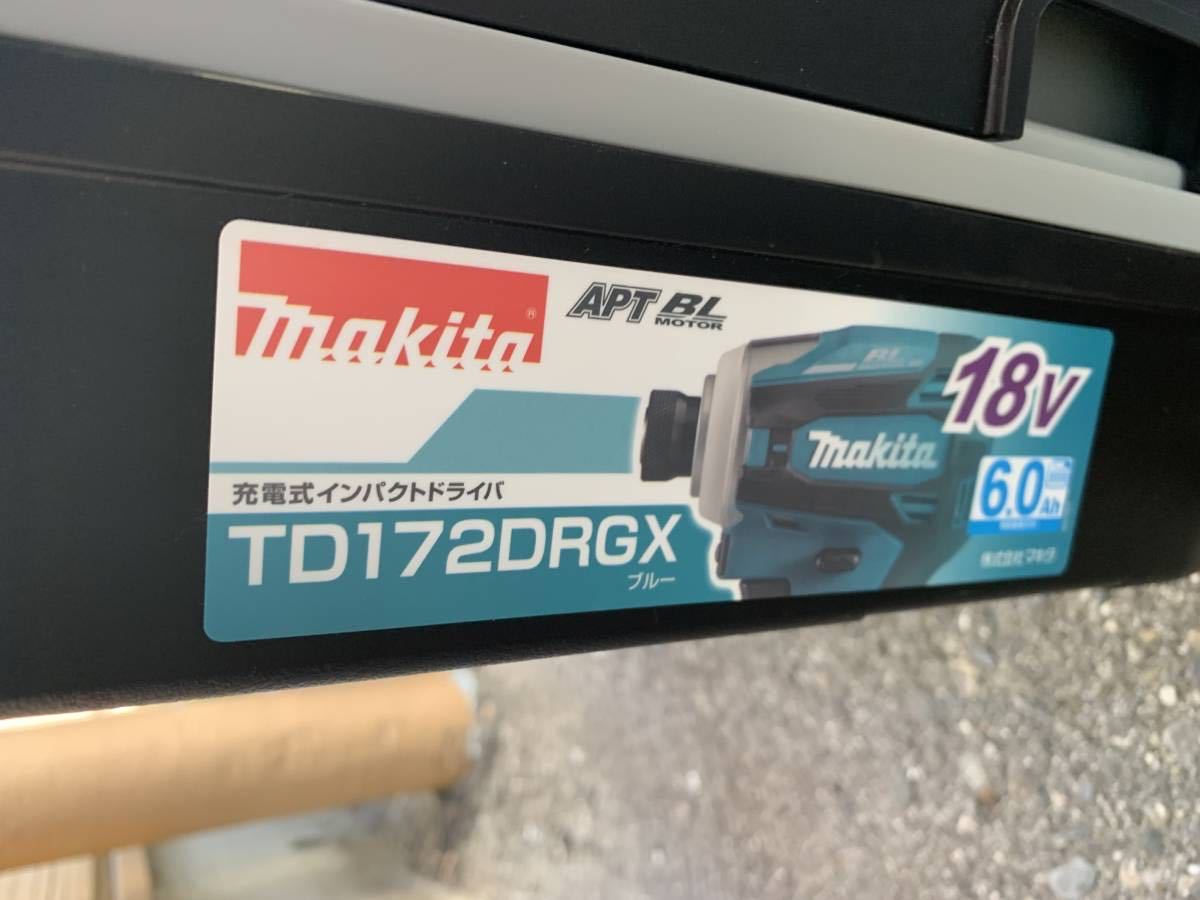 makita®
APT BL
MOTOR
BL
makita
18V
6.0Ah
充電式インパクトドライバ
TD172DRGX
ブルー
株式会社 マキタ